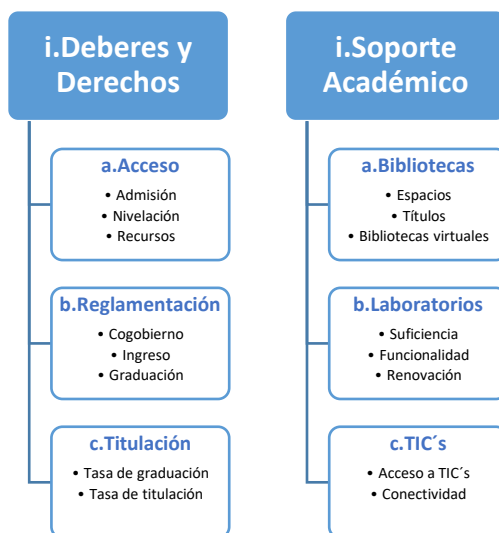 i.Deberes y
Derechos
a.Acceso
• Admisión
• Nivelación
• Recursos
b.Reglamentación
• Cogobierno
• Ingreso
• Graduación
c.Titulación
• Tasa de graduación
• Tasa de titulación
i.Soporte
Académico
a.Bibliotecas
• Espacios
• Títulos
• Bibliotecas virtuales
b.Laboratorios
• Suficiencia
• Funcionalidad
• Renovación
c.TIC´s
• Acceso a TIC´s
• Conectividad